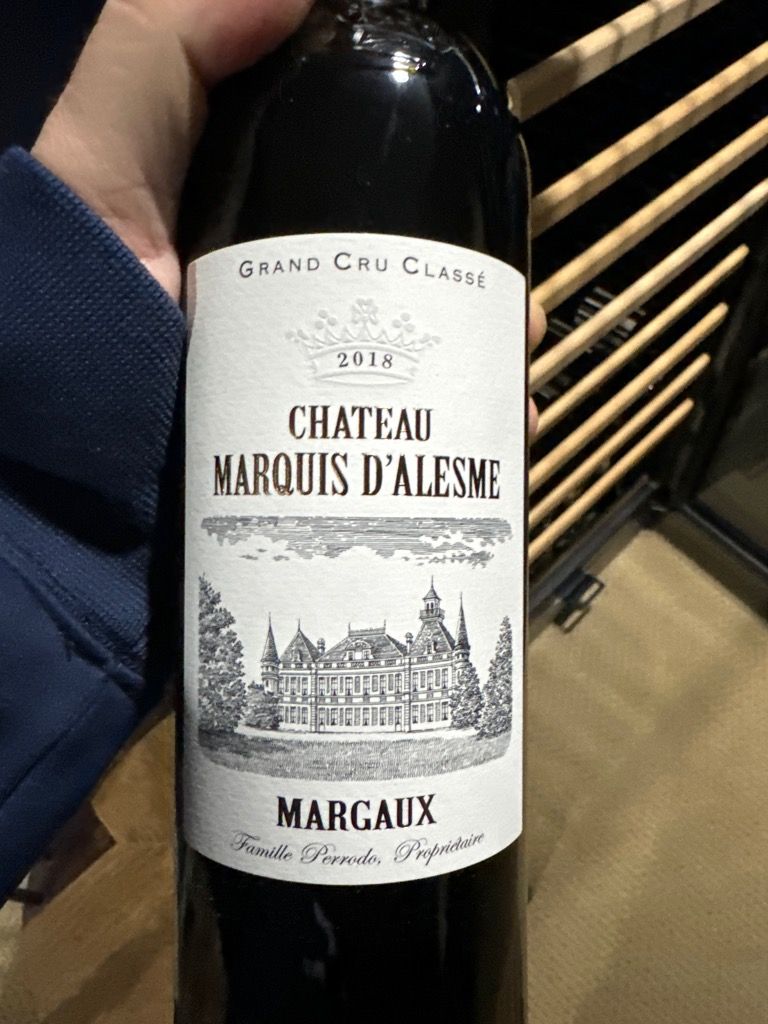 GRAND CRU CLASSÉ
2018
CHATEAU
MARQUIS D'ALESME
MARGAUX
Famille Perrodo, Propriétaire